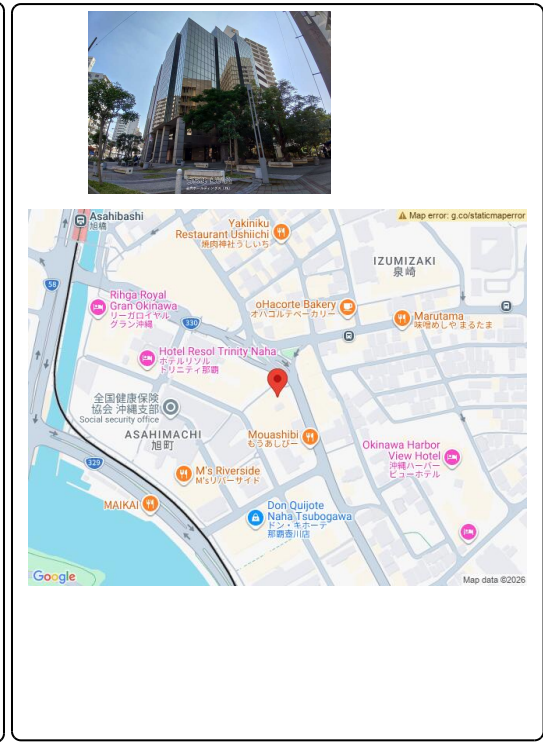 Asahibashi
旭橋
Map error: g.co/staticmaperror
Yakiniku
Restaurant Ushiichi
焼肉神社うしいち
IZUMIZAKI
泉崎
58
Rihga Royal
Gran Okinawa
リーガロイヤル
グラン沖縄
oHacorte Bakery
オハコルテベーカリー
Marutama
味噌めしや まるたま
330
Hotel Resol Trinity Naha
ホテルリソル
トリニティ那覇
全国健康保険
協会 沖縄支部
Social security office
ASAHIMACHI
旭町
Mouashibi
もうあしびー
Okinawa Harbor
View Hotel
沖縄ハーバー
ビューホテル
329
M's Riverside
M'sリバーサイド
MAIKAI
Don Quijote
Naha Tsubogawa
ドン・キホーテ
那覇壺川店
Google
Map data ©2026